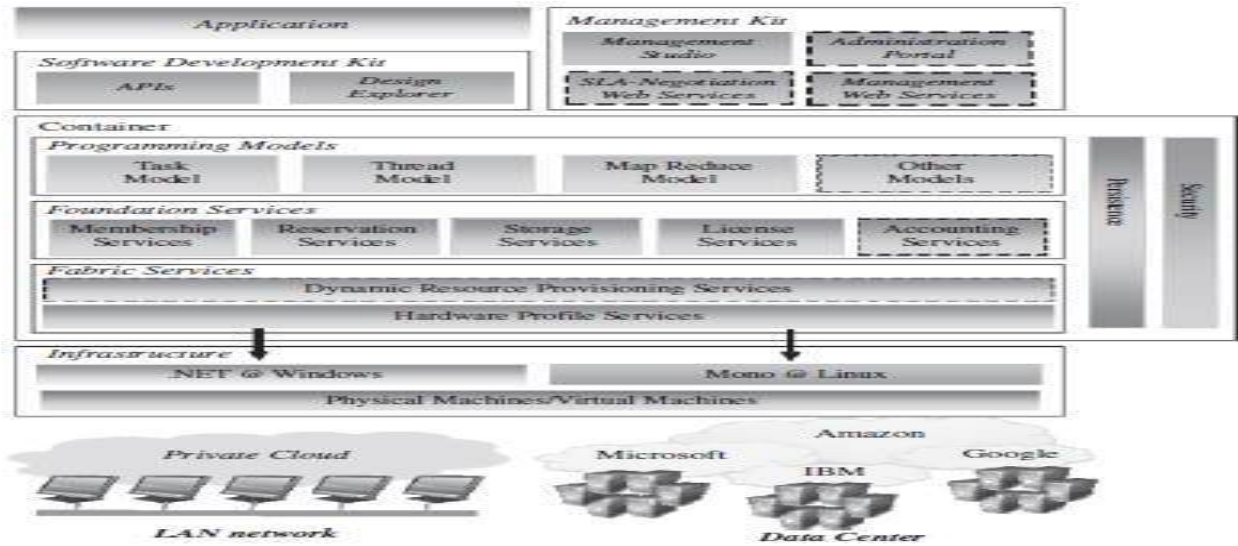 Application
Software Development Kit
APIs
Design
Explorer
Management Kit
Management
Studio
Administration
Portal
SLA-Negotiation
Web Services
Management
Web Services
Container
Programming Models
Task
Model
Thread
Model
Map Reduce
Model
Other
Models
Foundation Services
Membership
Services
Reservation
Services
Storage
Services
License
Services
Accounting
Services
Fabric Services
Dynamic Resource Provisioning Services
Hardware Profile Services
Persistence
Security
Infrastructure
.NET @ Windows
Mono @ Linux
Physical Machines/Virtual Machines
Private Cloud
LAN network
Amazon
Microsoft
Google
IBM
Data Center